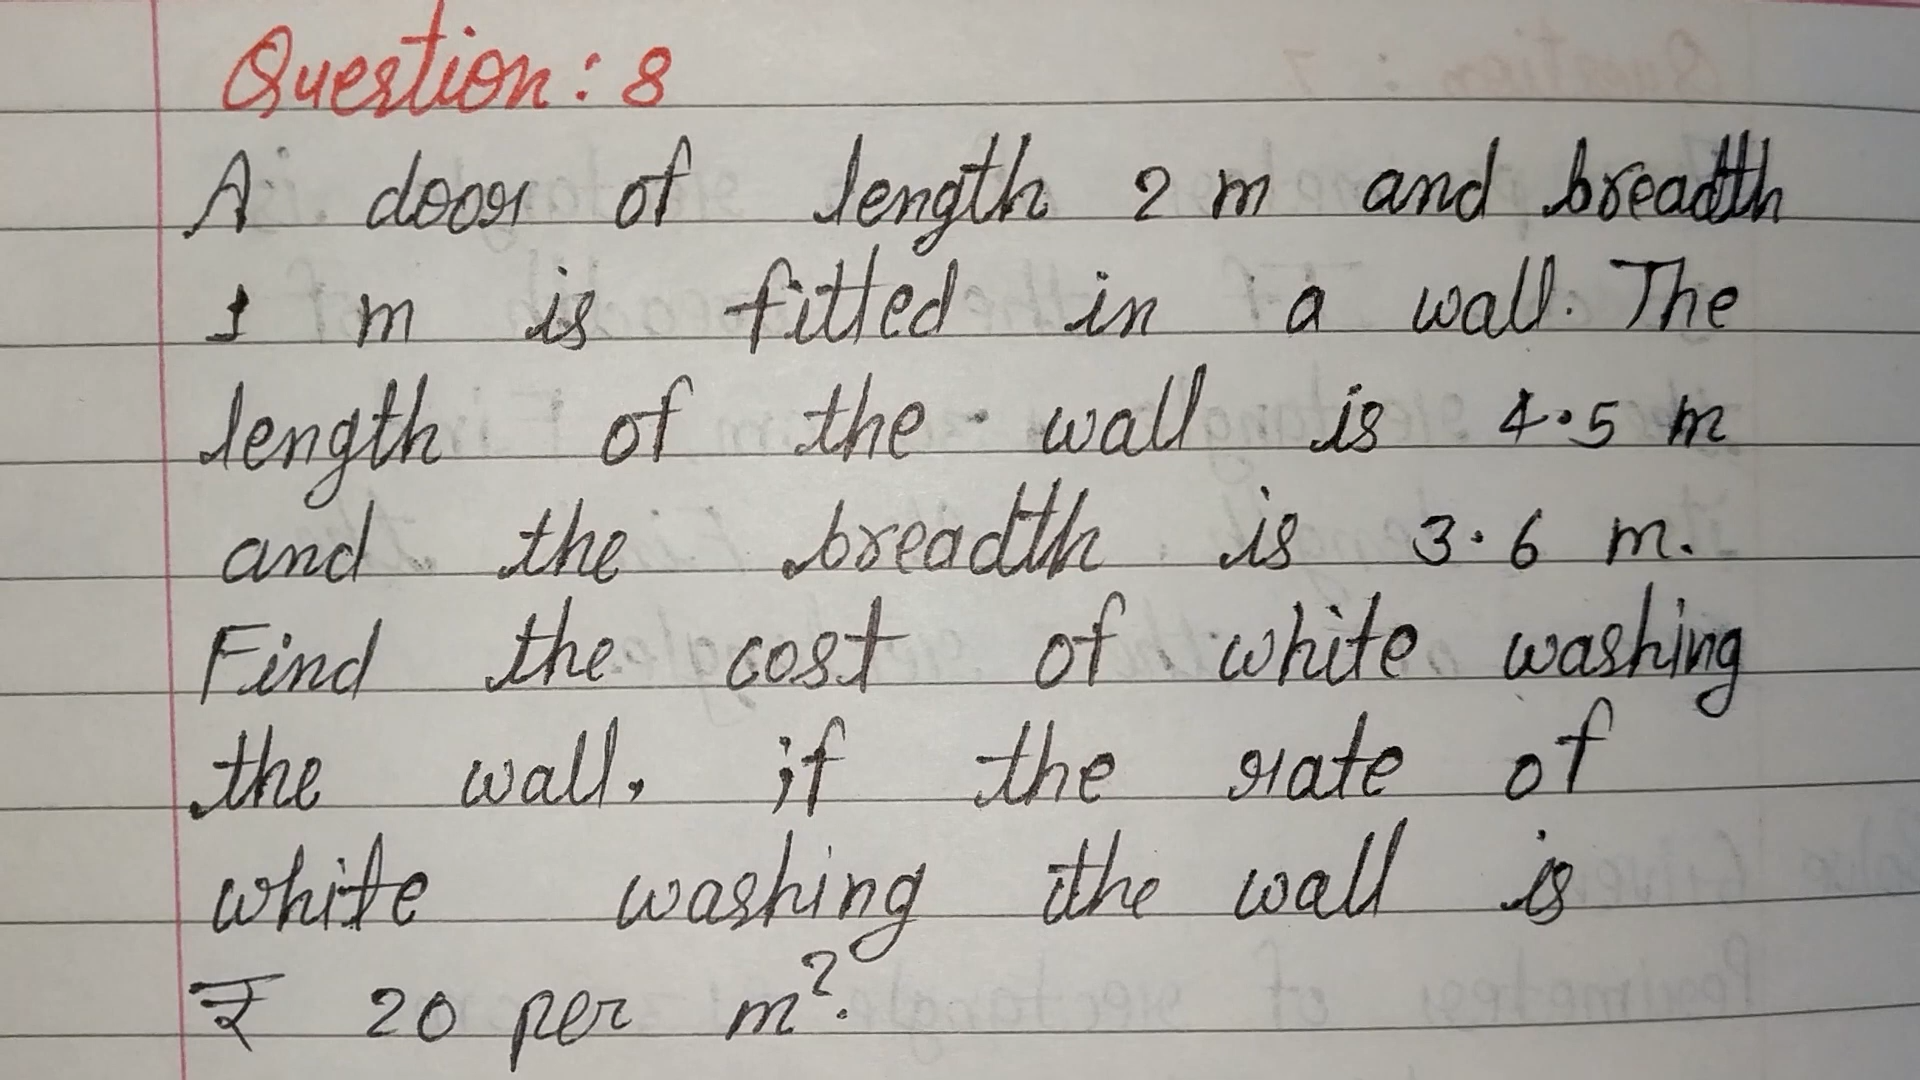 Question: 8
A door of length 2 m and breadth
1 m is fitted in a wall. The
length of the wall is 4.5 m
and the breadth is 3.6 m.
Find the cost of white washing
the wall, if the rate of
white washing the wall is
₹ 20 per m².